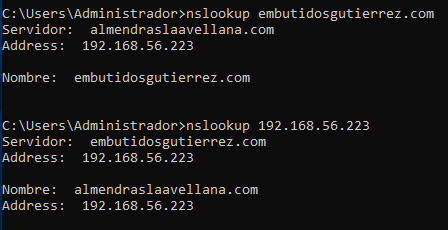 C:\Users\Administrador>nslookup embutidosgutierrez.com
Servidor:  almendraslaavellana.com
Address:  192.168.56.223

Nombre:  embutidosgutierrez.com

C:\Users\Administrador>nslookup 192.168.56.223
Servidor:  embutidosgutierrez.com
Address:  192.168.56.223

Nombre:  almendraslaavellana.com
Address:  192.168.56.223